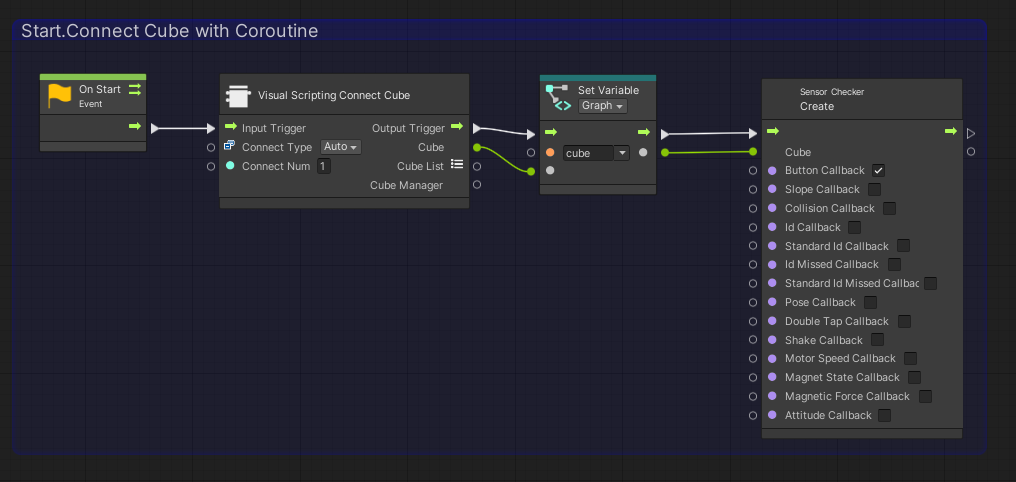 Start.Connect Cube with Coroutine
On Start
Event
Visual Scripting Connect Cube
Input Trigger
Output Trigger
Connect Type
Auto
Cube
Connect Num
1
Cube List
Cube Manager
Set Variable
Graph
cube
Sensor Checker
Create
Cube
Button Callback
Slope Callback
Collision Callback
Id Callback
Standard Id Callback
Id Missed Callback
Standard Id Missed Callbac
Pose Callback
Double Tap Callback
Shake Callback
Motor Speed Callback
Magnet State Callback
Magnetic Force Callback
Attitude Callback